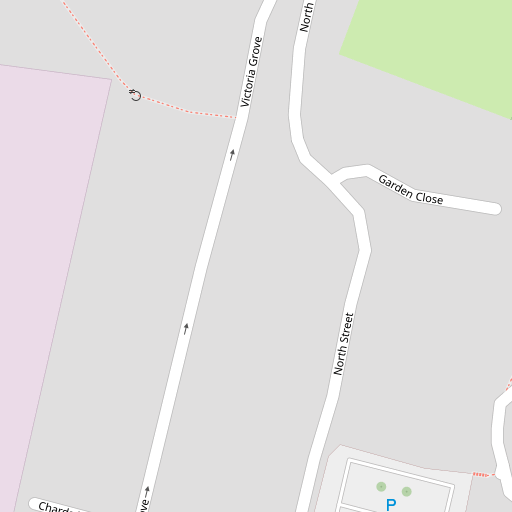 North
Victoria Grove
Garden Close
North Street
P